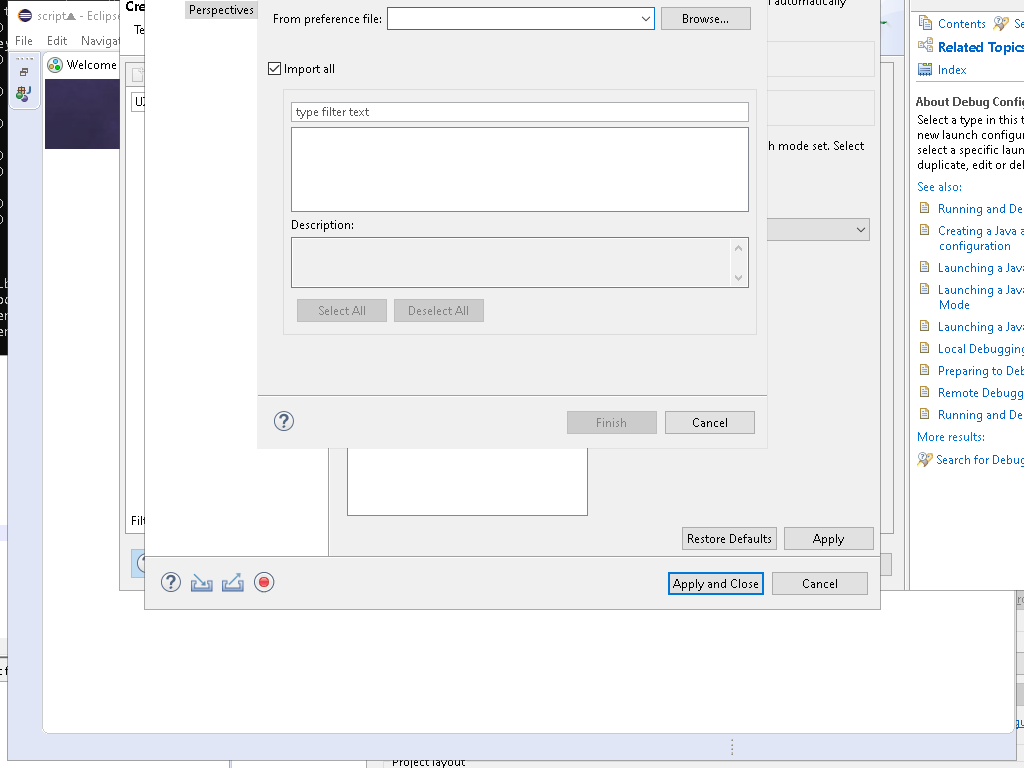 script - Eclipse
File Edit Navigat
Welcome
Cre
Te
Perspectives
From preference file:
Browse...
automatically
Import all
type filter text
h mode set. Select
Description:
Select All
Deselect All
Finish
Cancel
Filt
Restore Defaults
Apply
Apply and Close
Cancel
Project layout
Contents
Se
Related Topics
Index
About Debug Config
Select a type in this t
new launch configur
select a specific laun
duplicate, edit or del
See also:
Running and De
Creating a Java a
configuration
Launching a Java
Launching a Java
Mode
Launching a Java
Local Debugging
Preparing to Deb
Remote Debugg
Running and De
More results:
Search for Debug